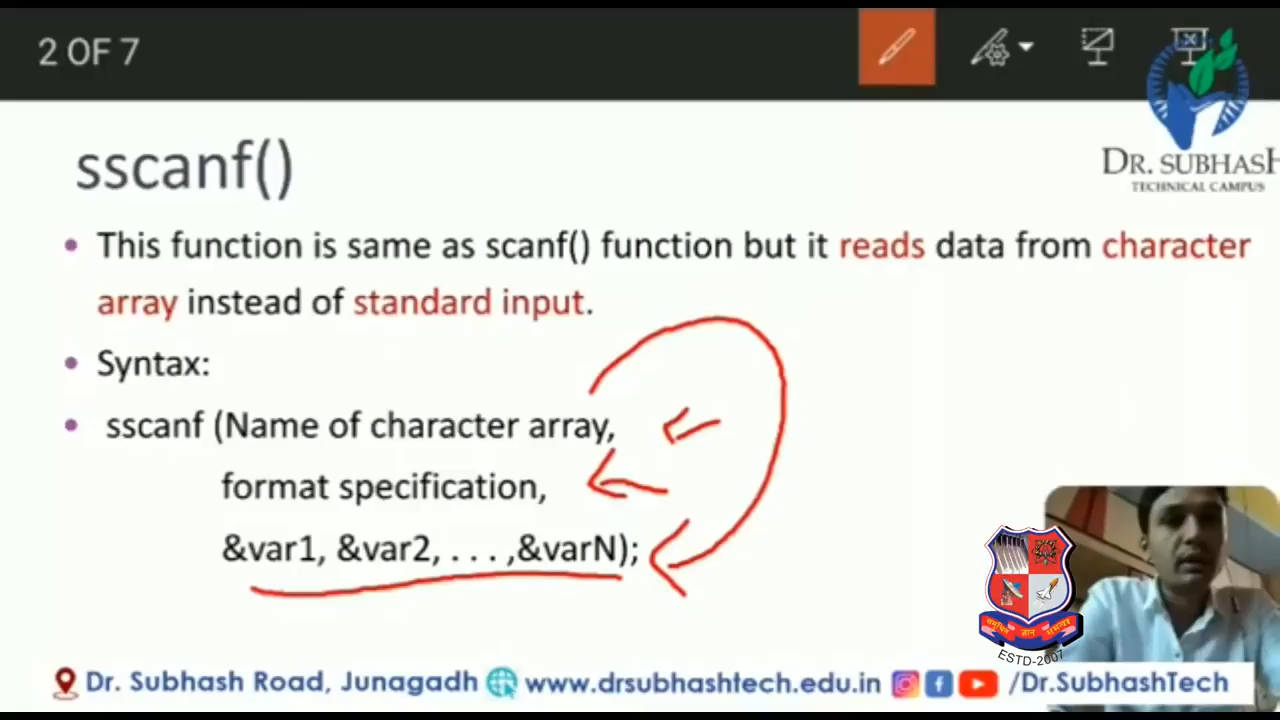 2 OF 7
DR. SUBHASH
TECHNICAL CAMPUS
sscanf()
• This function is same as scanf() function but it reads data from character
array instead of standard input.
• Syntax:
• sscanf (Name of character array,
format specification,
&var1, &var2, . . . ,&varN);
समर्चित ज्ञान
ESTD-2007
Dr. Subhash Road, Junagadh www.drsubhashtech.edu.in /Dr.SubhashTech